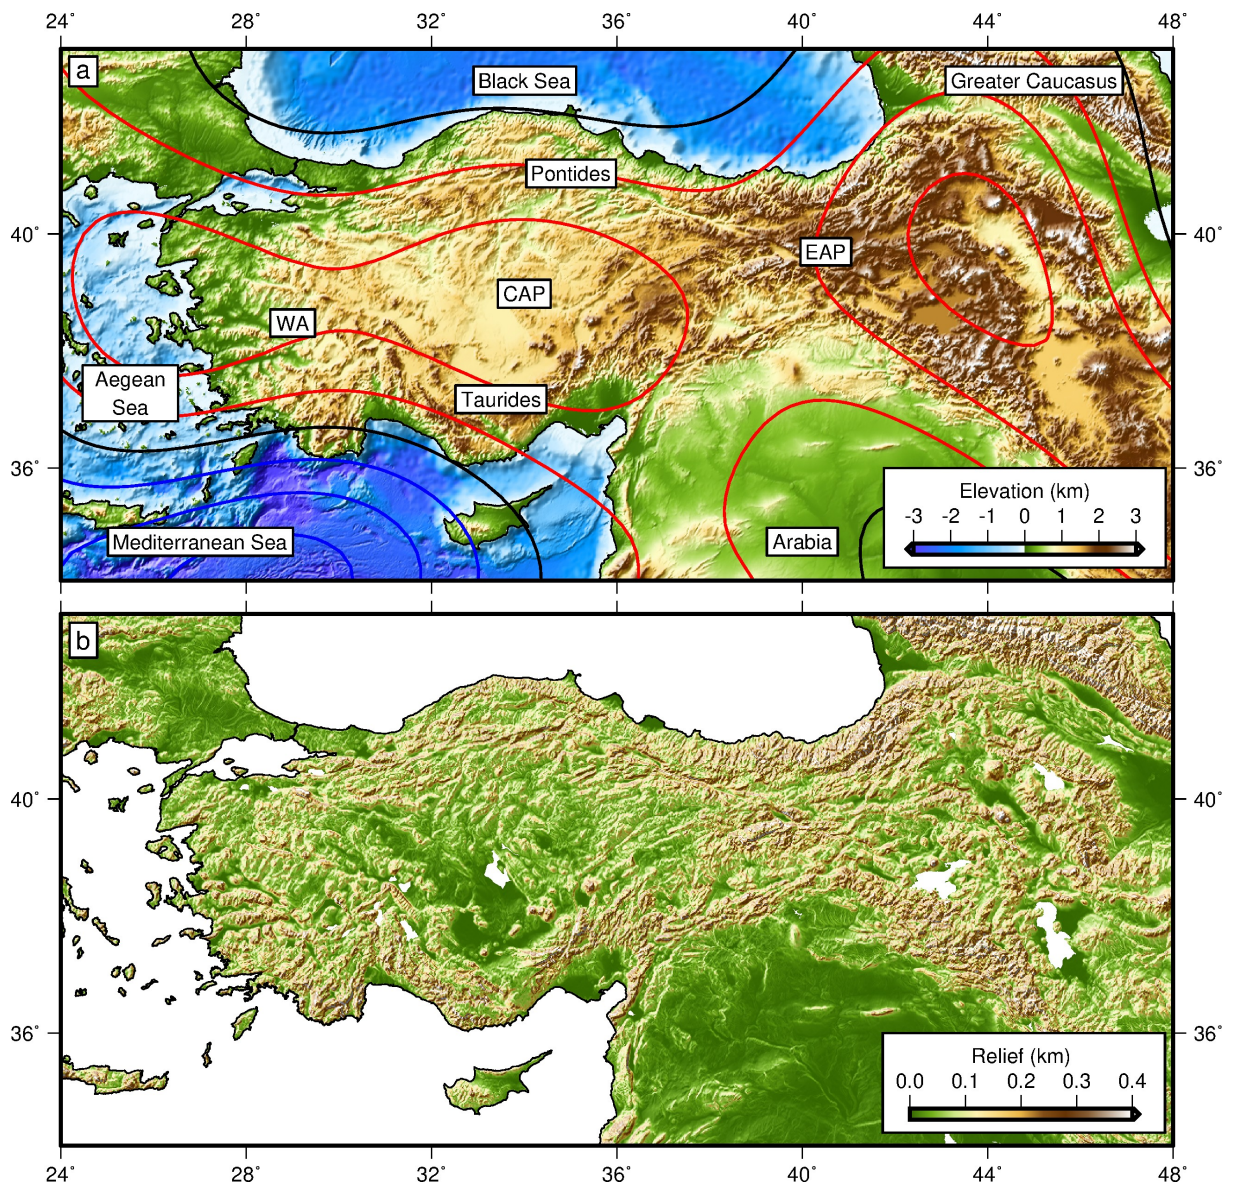 24° 28° 32° 36° 40° 44° 48°
a
Black Sea
Greater Caucasus
Pontides
40° 40°
EAP
CAP
WA
Aegean
Sea
Taurides
36° 36°
Elevation (km)
-3 -2 -1 0 1 2 3
Mediterranean Sea
Arabia
b
40° 40°
36° 36°
Relief (km)
0.0 0.1 0.2 0.3 0.4
24° 28° 32° 36° 40° 44° 48°